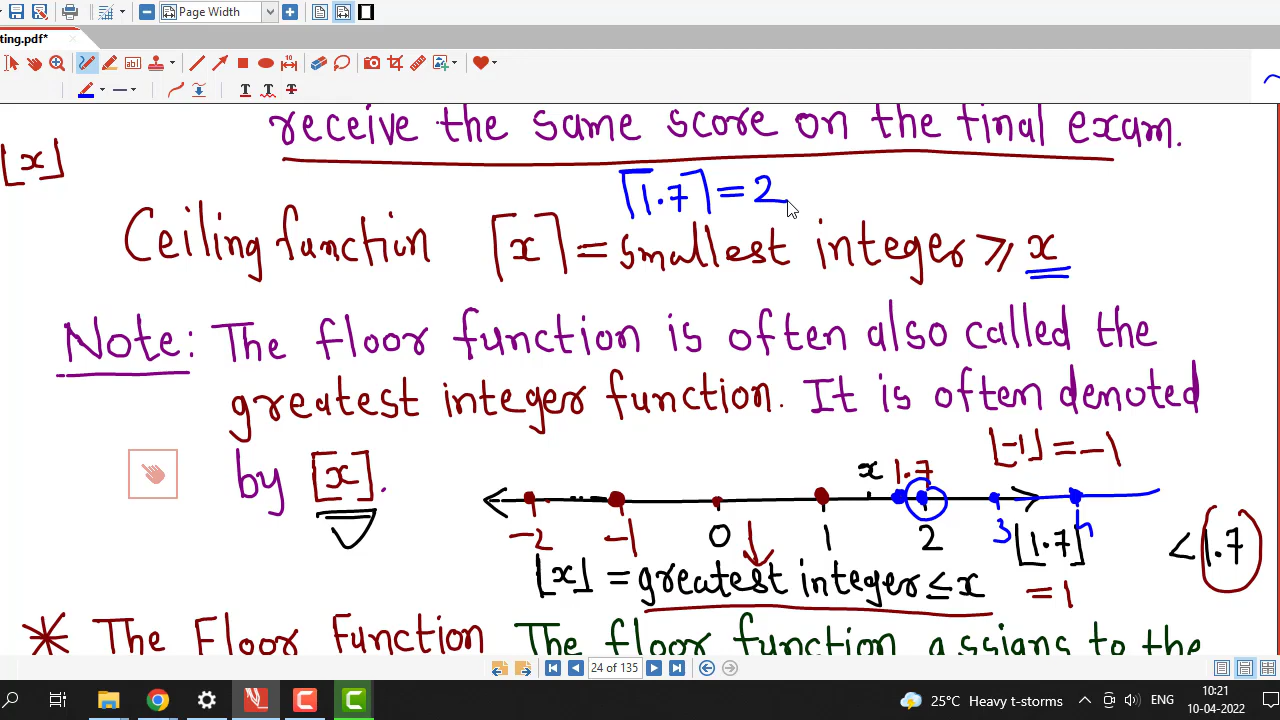 Page Width
ting.pdf*
receive the same score on the final exam.
⌊x⌋
⌈1.7⌉ = 2
Ceiling function ⌈x⌉ = smallest integer ⩾ x
Note: The floor function is often also called the
greatest integer function. It is often denoted
⌊-1⌋ = -1
by [x].
x 1.7
-2 -1 0 1 2 3
⌊1.7⌋ < 1.7
⌊x⌋ = greatest integer ≤ x = 1
* The Floor Function The floor function assigns to the
24 of 135
25°C Heavy t-storms
ENG
10:21
10-04-2022